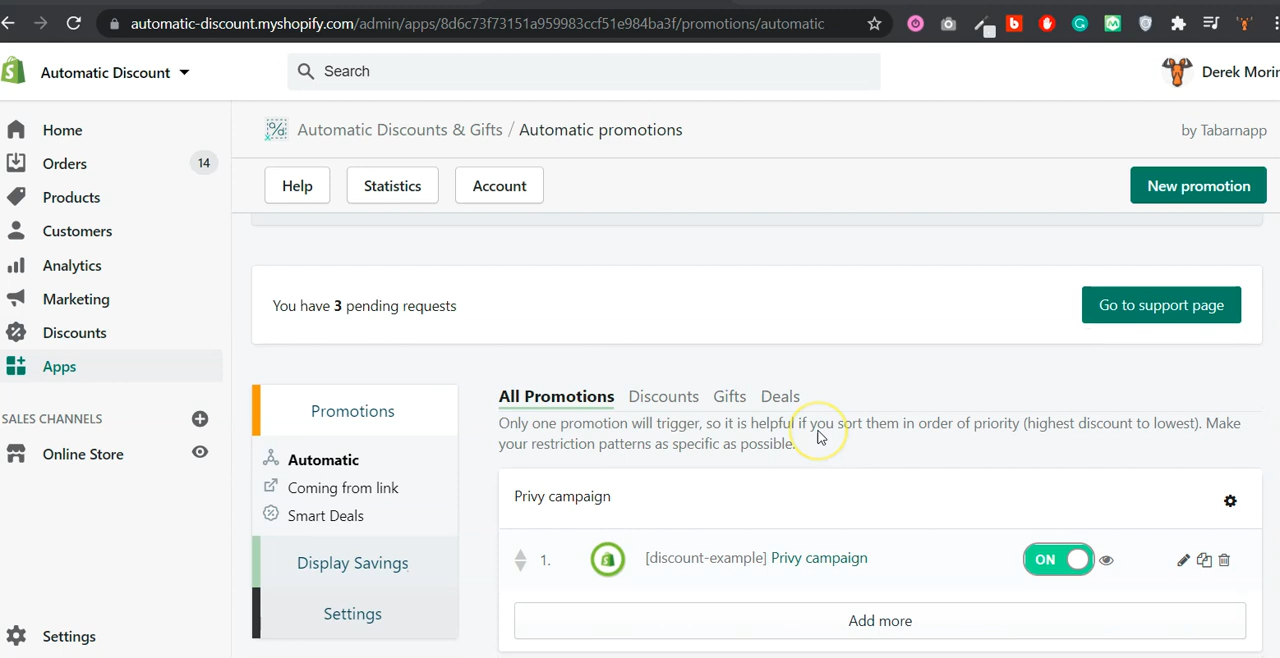 automatic-discount.myshopify.com/admin/apps/8d6c73f73151a959983ccf51e984ba3f/promotions/automatic
Automatic Discount
Search
Derek Morin
Home
Orders 14
Products
Customers
Analytics
Marketing
Discounts
Apps
SALES CHANNELS
Online Store
Settings
Automatic Discounts & Gifts / Automatic promotions
by Tabarnapp
Help Statistics Account New promotion
You have 3 pending requests
Go to support page
Promotions
Automatic
Coming from link
Smart Deals
Display Savings
Settings
All Promotions Discounts Gifts Deals
Only one promotion will trigger, so it is helpful if you sort them in order of priority (highest discount to lowest). Make
your restriction patterns as specific as possible.
Privy campaign
1. [discount-example] Privy campaign ON
Add more